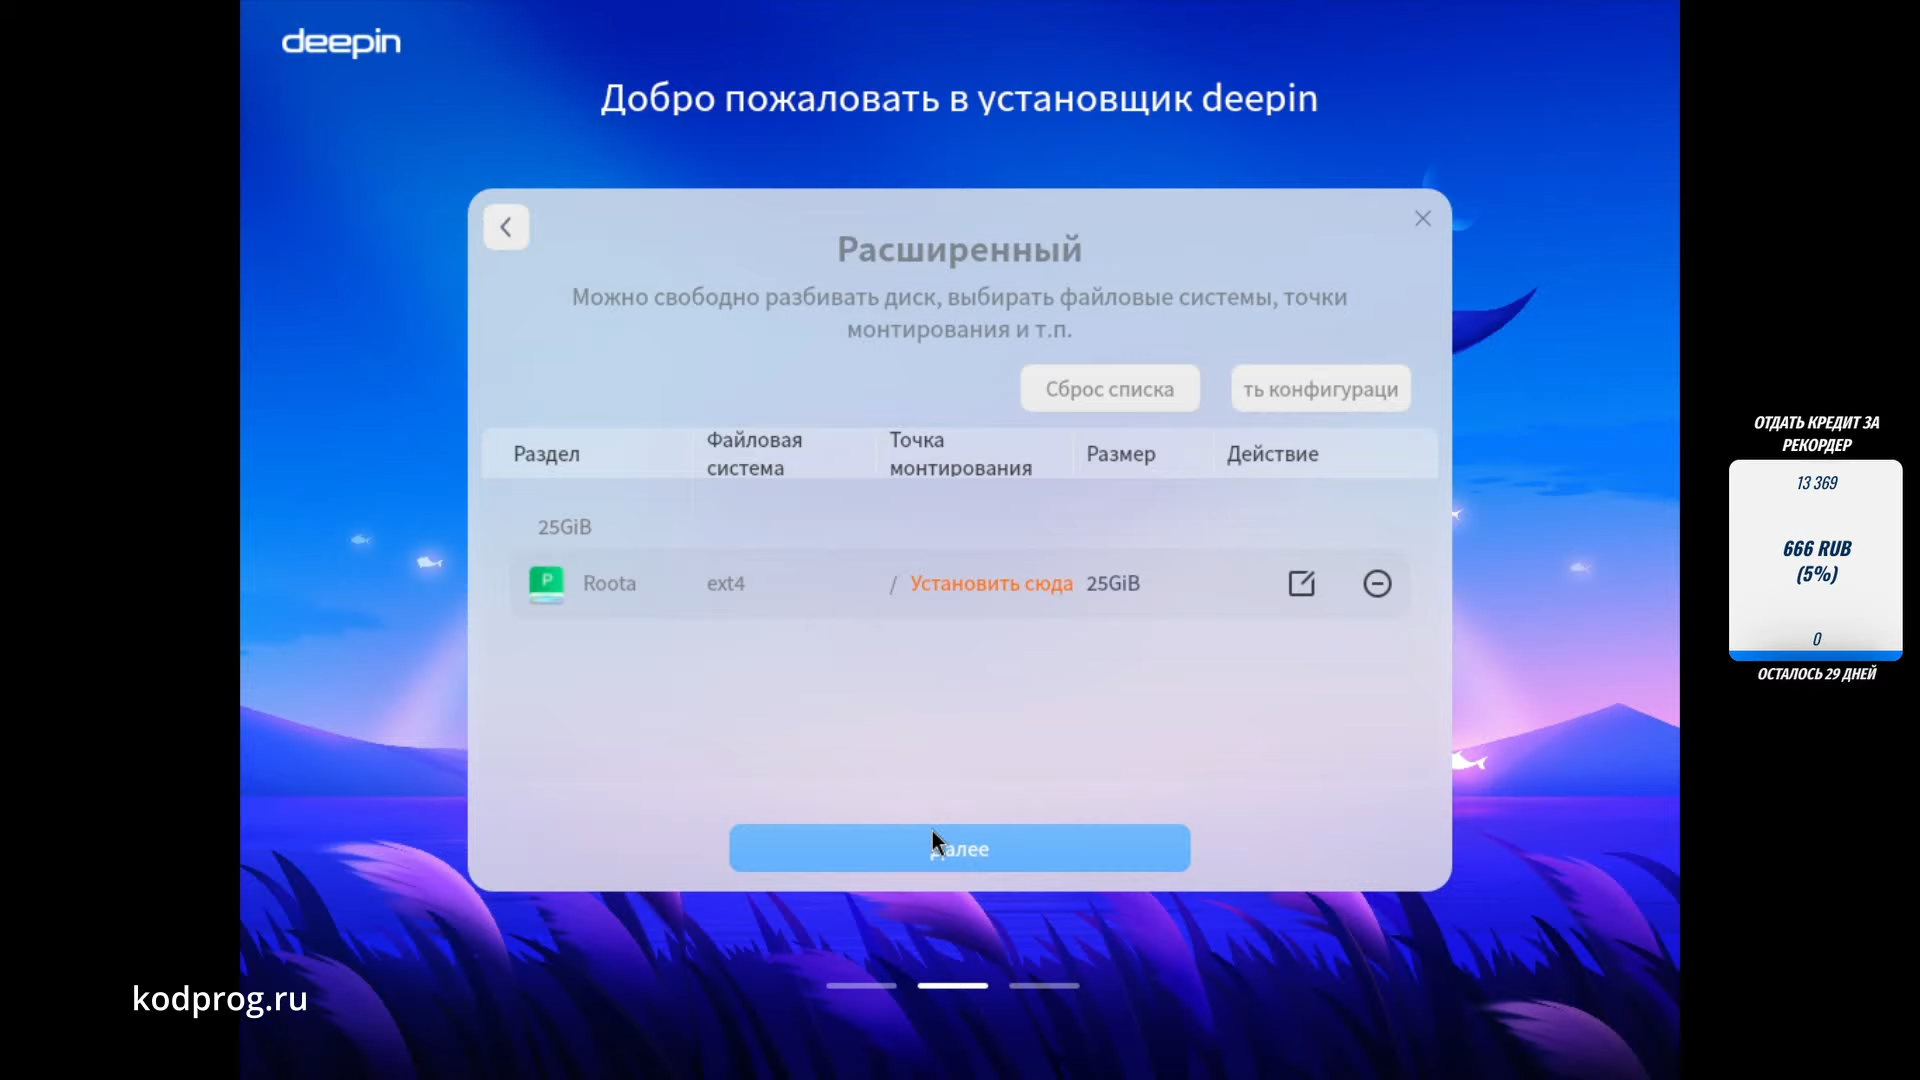 deepin
Добро пожаловать в установщик deepin
Расширенный
Можно свободно разбивать диск, выбирать файловые системы, точки
монтирования и т.п.
Сброс списка
ть конфигураци
Раздел
Файловая
система
Точка
монтирования
Размер
Действие
25GiB
Roota
ext4
/ Установить сюда
25GiB
Далее
ОТДАТЬ КРЕДИТ ЗА
РЕКОРДЕР
13 369
666 RUB
(5%)
0
ОСТАЛОСЬ 29 ДНЕЙ
kodprog.ru